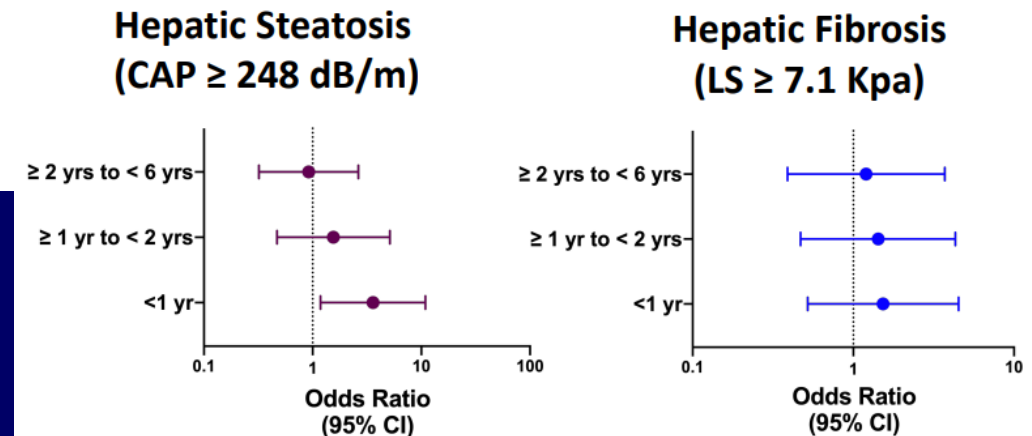 Hepatic Steatosis
(CAP ≥ 248 dB/m)
≥ 2 yrs to < 6 yrs
≥ 1 yr to < 2 yrs
<1 yr
0.1 1 10 100
Odds Ratio
(95% CI)
Hepatic Fibrosis
(LS ≥ 7.1 Kpa)
≥ 2 yrs to < 6 yrs
≥ 1 yr to < 2 yrs
<1 yr
0.1 1 10
Odds Ratio
(95% CI)